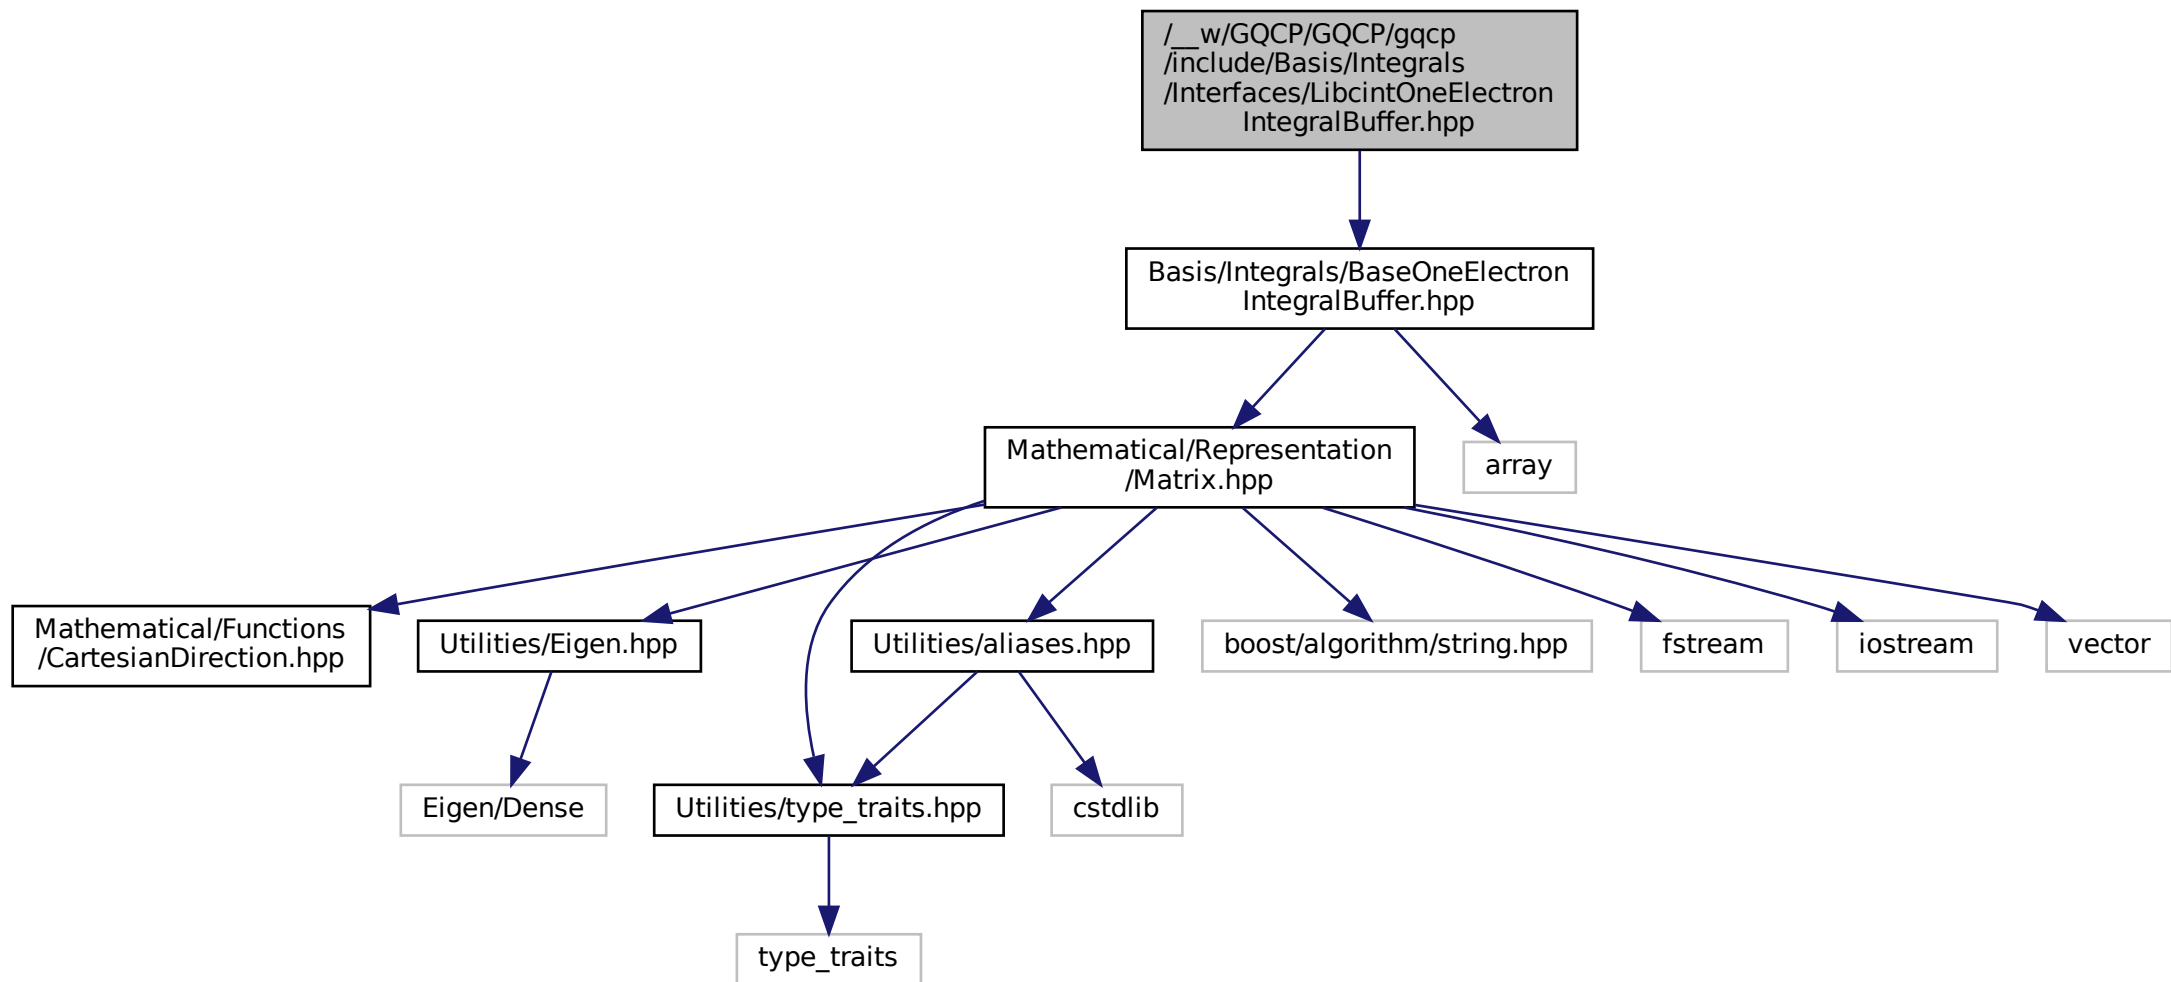 /__w/GQCP/GQCP/gqcp
/include/Basis/Integrals
/Interfaces/LibcintOneElectron
IntegralBuffer.hpp
Basis/Integrals/BaseOneElectron
IntegralBuffer.hpp
Mathematical/Representation
/Matrix.hpp
array
Mathematical/Functions
/CartesianDirection.hpp
Utilities/Eigen.hpp
Utilities/aliases.hpp
boost/algorithm/string.hpp
fstream
iostream
vector
Eigen/Dense
Utilities/type_traits.hpp
cstdlib
type_traits